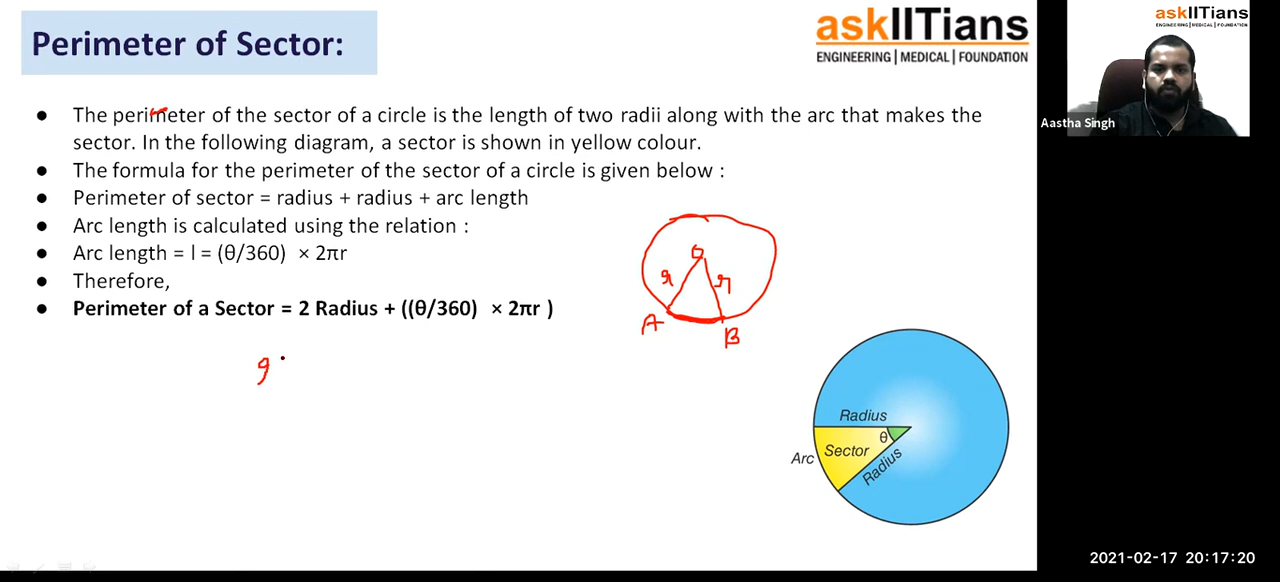 Perimeter of Sector:
askIITians
ENGINEERING | MEDICAL | FOUNDATION
askIITians
ENGINEERING | MEDICAL | FOUNDATION
Aastha Singh
● The perimeter of the sector of a circle is the length of two radii along with the arc that makes the
sector. In the following diagram, a sector is shown in yellow colour.
● The formula for the perimeter of the sector of a circle is given below :
● Perimeter of sector = radius + radius + arc length
● Arc length is calculated using the relation :
● Arc length = l = (θ/360) × 2πr
● Therefore,
● Perimeter of a Sector = 2 Radius + ((θ/360) × 2πr )
O
r r
A B
Radius
θ
Arc Sector
Radius
2021-02-17 20:17:20